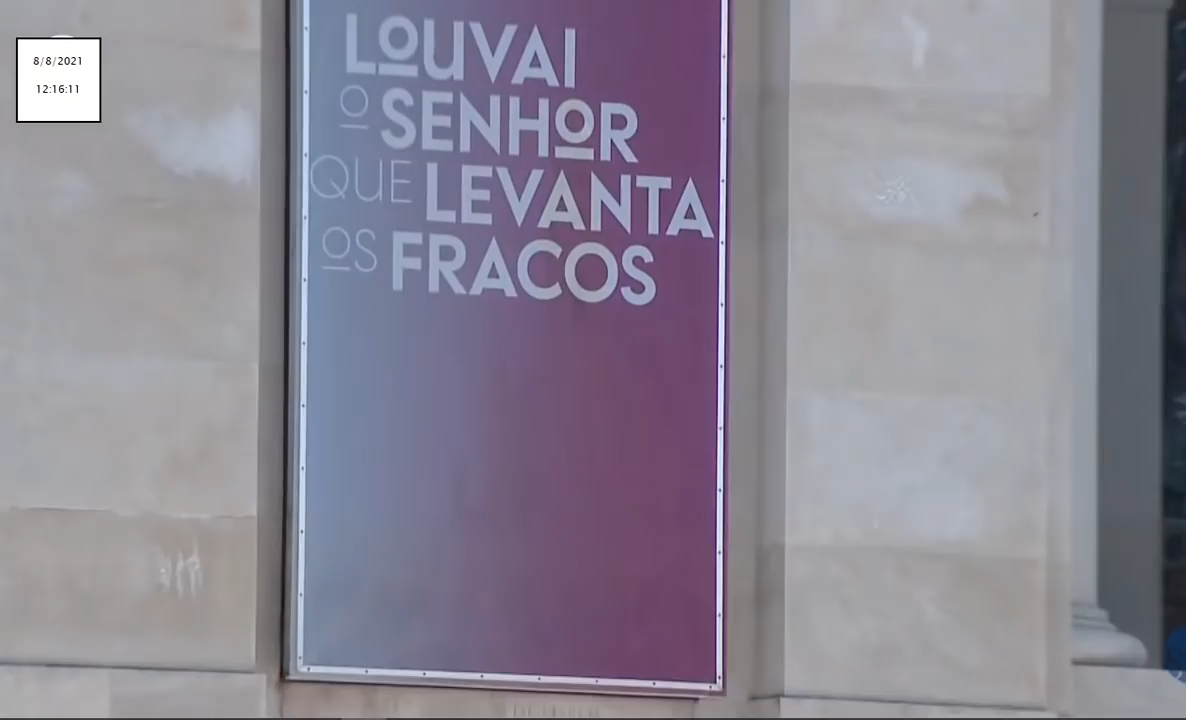 8/8/2021
12:16:11
LOUVAI
O SENHOR
QUE LEVANTA
OS FRACOS